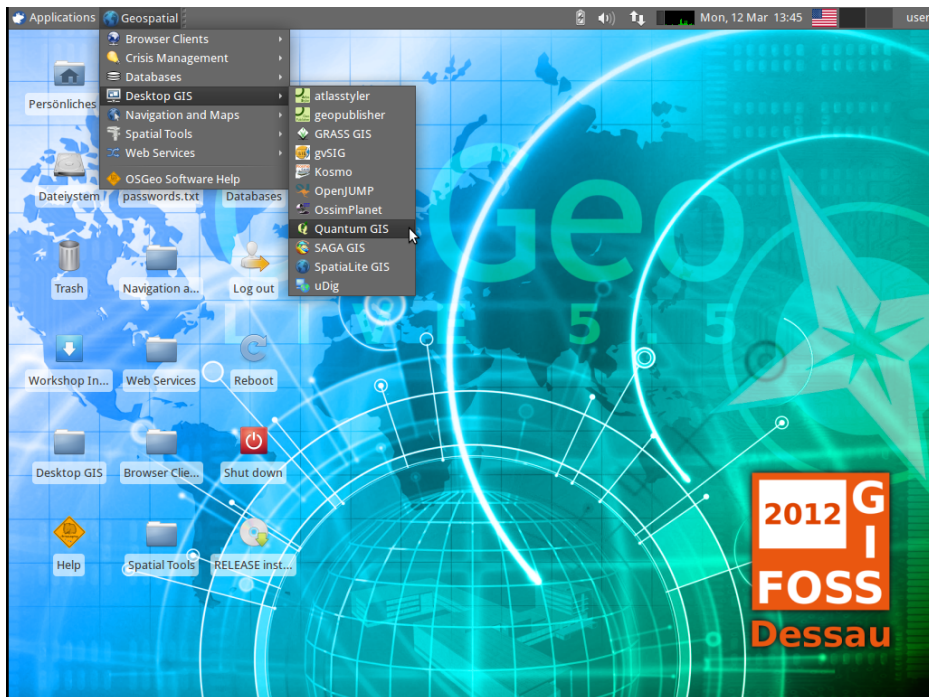 Applications Geospatial Mon, 12 Mar 13:45 user
Browser Clients
Crisis Management
Databases
Desktop GIS
Navigation and Maps
Spatial Tools
Web Services
OSGeo Software Help
atlasstyler
geopublisher
GRASS GIS
gvSIG
Kosmo
OpenJUMP
OssimPlanet
Quantum GIS
SAGA GIS
SpatiaLite GIS
uDig
Persönliches
Dateiystem passwords.txt Databases
Trash Navigation a... Log out
Workshop In... Web Services Reboot
Desktop GIS Browser Clie... Shut down
Help Spatial Tools RELEASE inst...
Geo
Live 5.5
2012 G
I
FOSS
Dessau